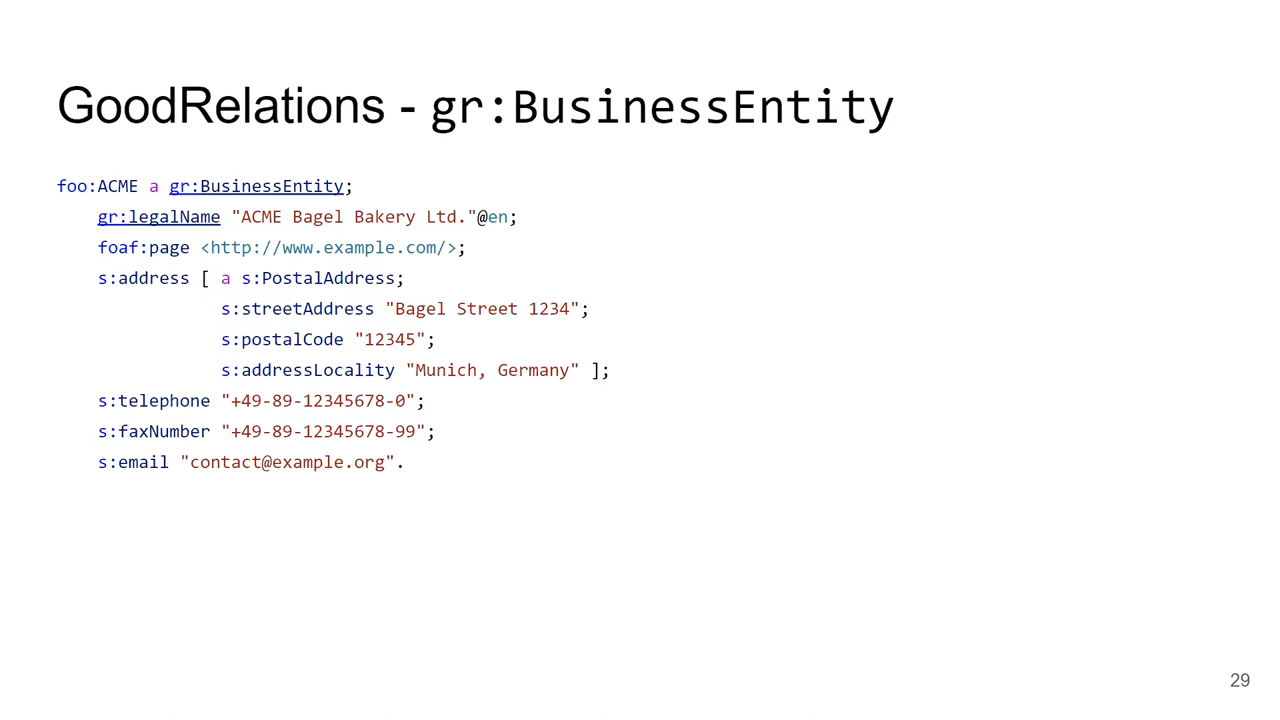 GoodRelations - gr:BusinessEntity
foo:ACME a gr:BusinessEntity;
gr:legalName "ACME Bagel Bakery Ltd."@en;
foaf:page <http://www.example.com/>;
s:address [ a s:PostalAddress;
s:streetAddress "Bagel Street 1234";
s:postalCode "12345";
s:addressLocality "Munich, Germany" ];
s:telephone "+49-89-12345678-0";
s:faxNumber "+49-89-12345678-99";
s:email "contact@example.org".
29